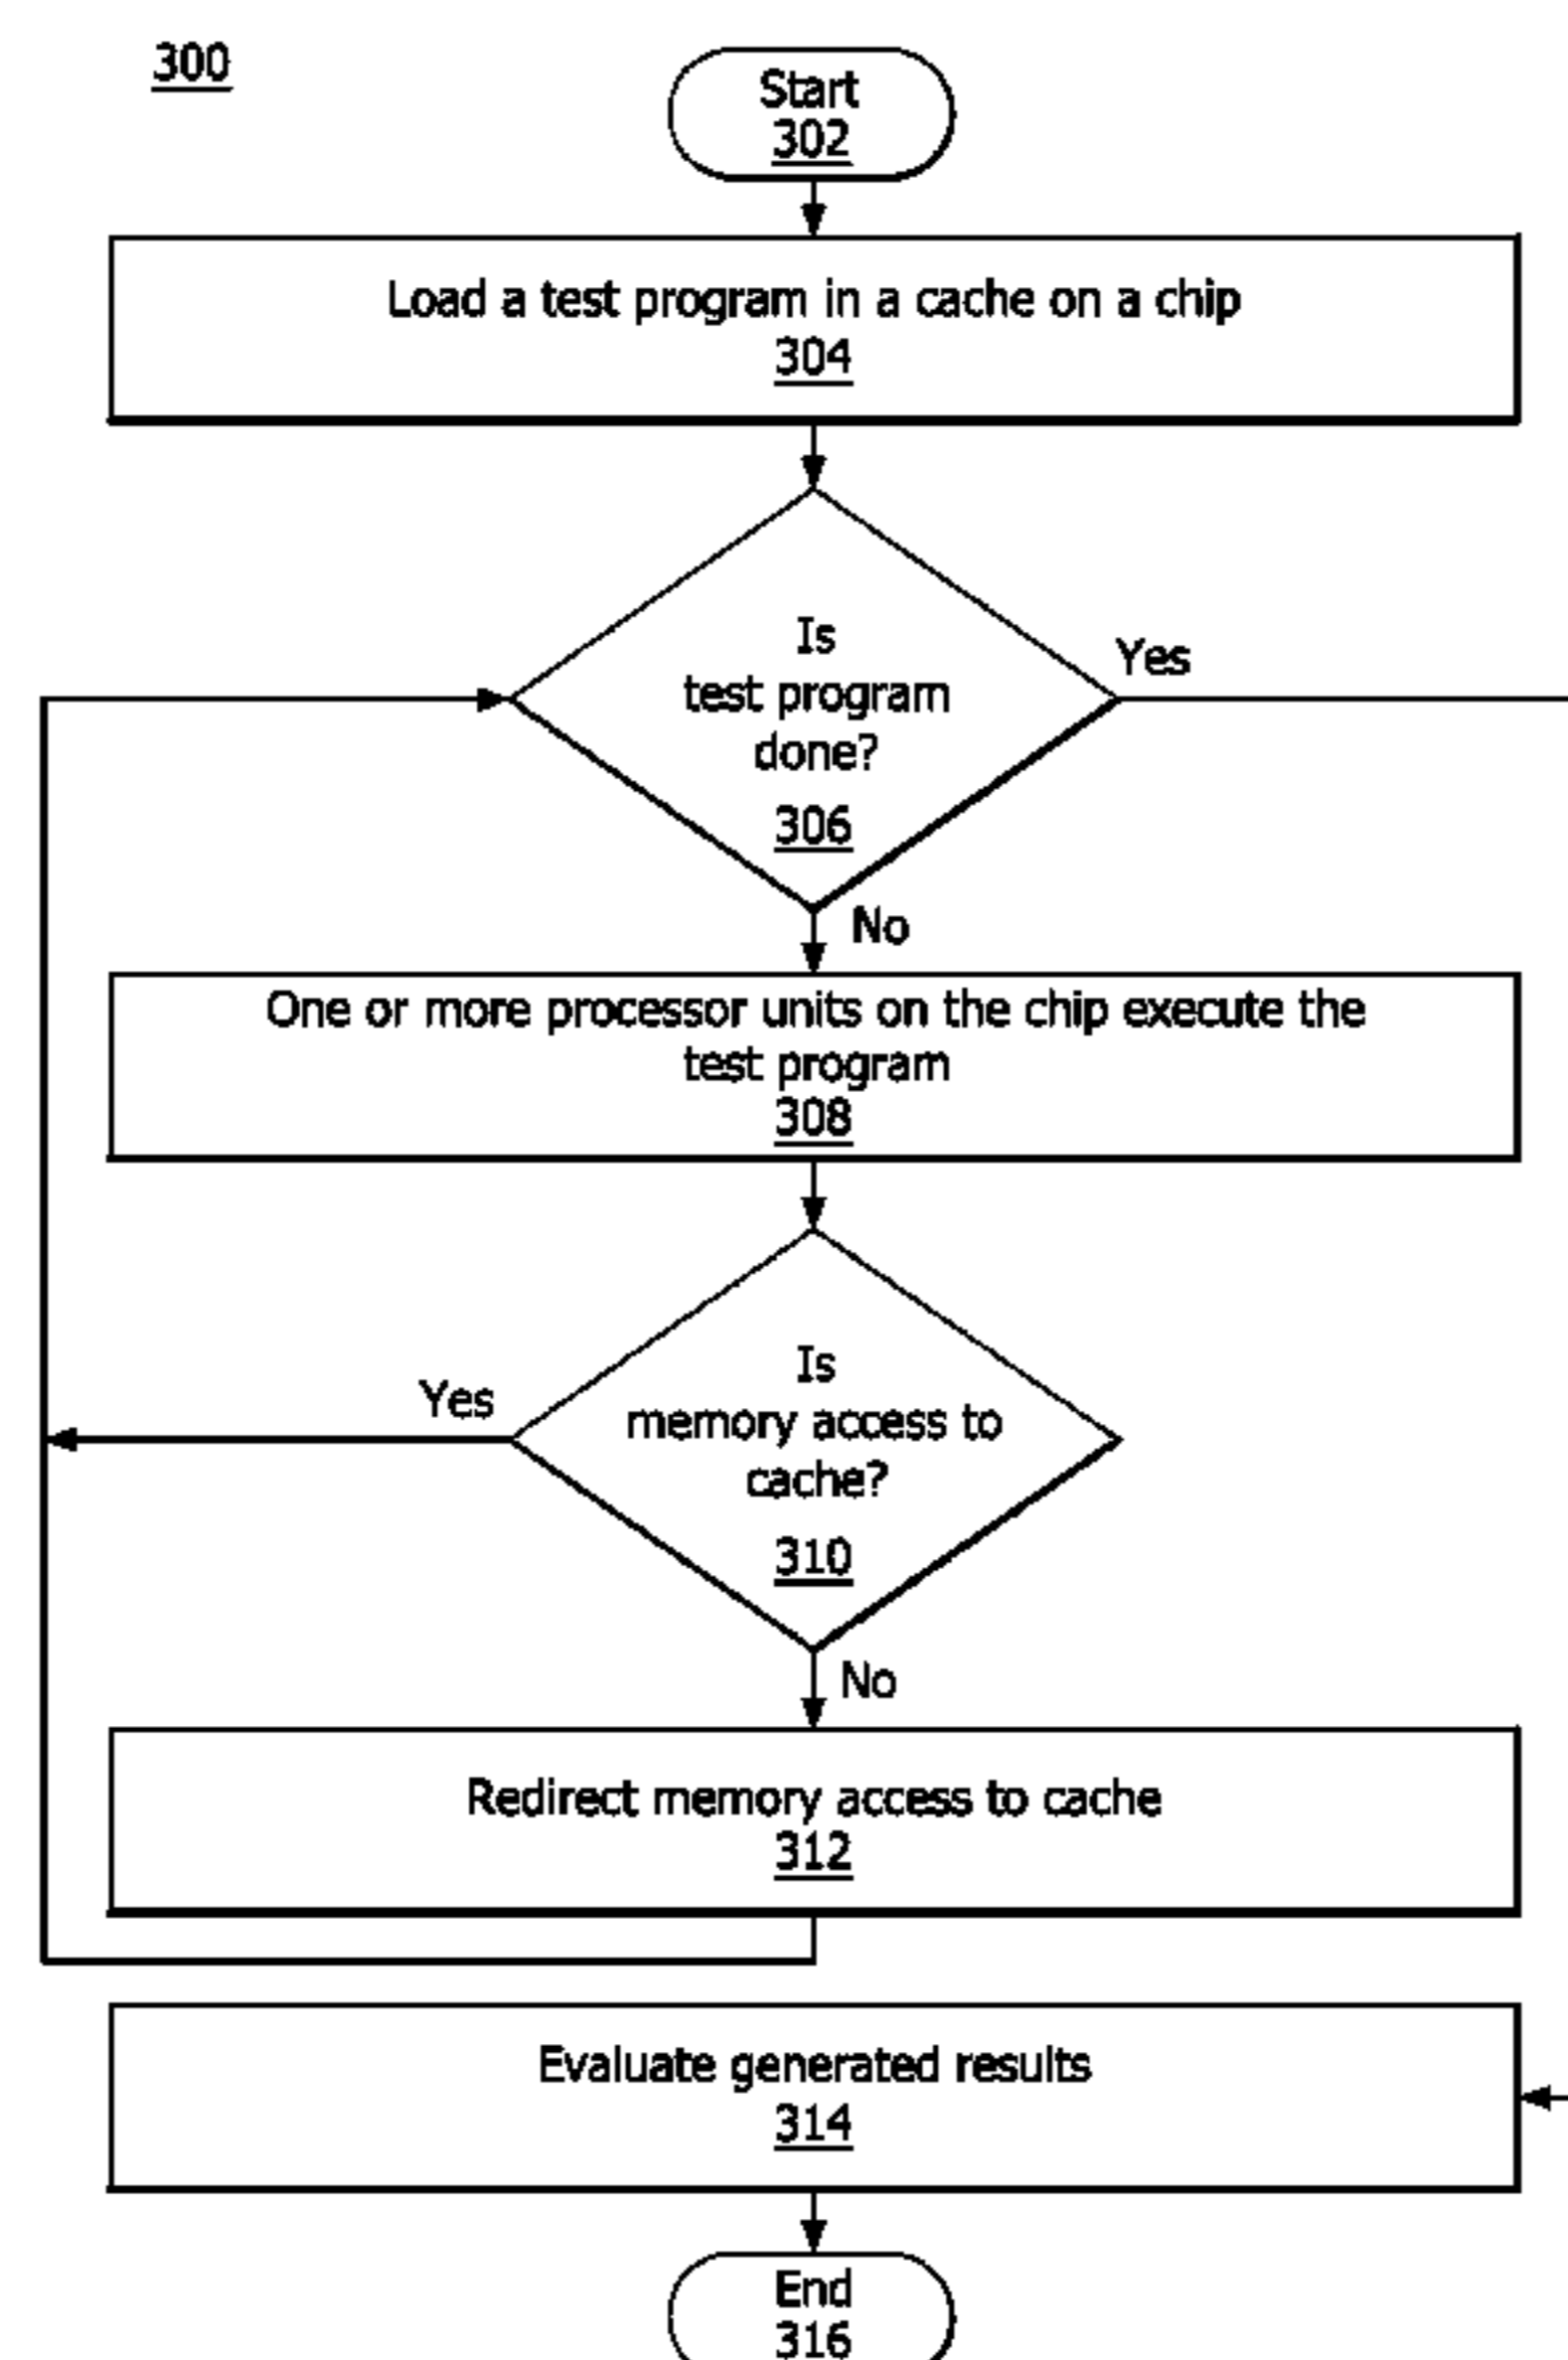 300
Start
302
Load a test program in a cache on a chip
304
Is
test program
done?
306
Yes
No
One or more processor units on the chip execute the
test program
308
Is
memory access to
cache?
310
Yes
No
Redirect memory access to cache
312
Evaluate generated results
314
End
316